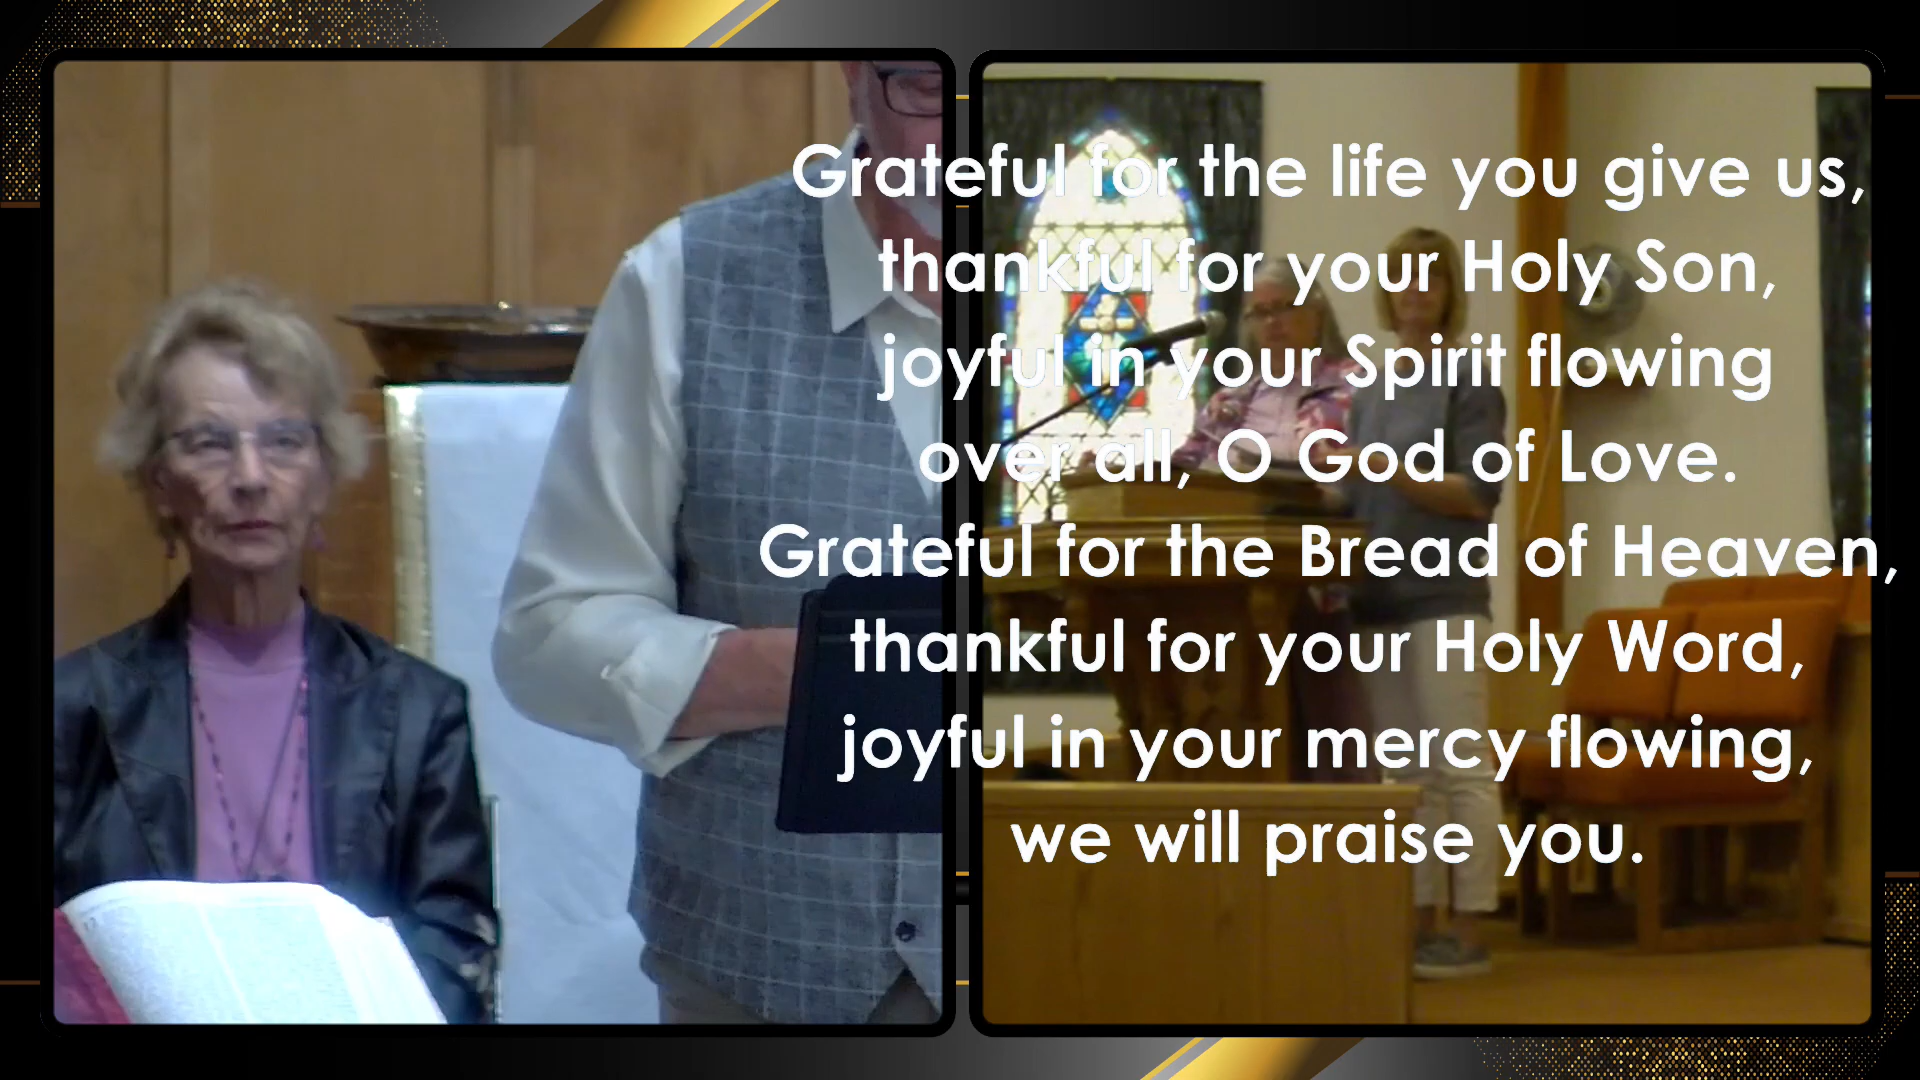 Grateful for the life you give us,
thankful for your Holy Son,
joyful in your Spirit flowing
over all, O God of Love.
Grateful for the Bread of Heaven,
thankful for your Holy Word,
joyful in your mercy flowing,
we will praise you.